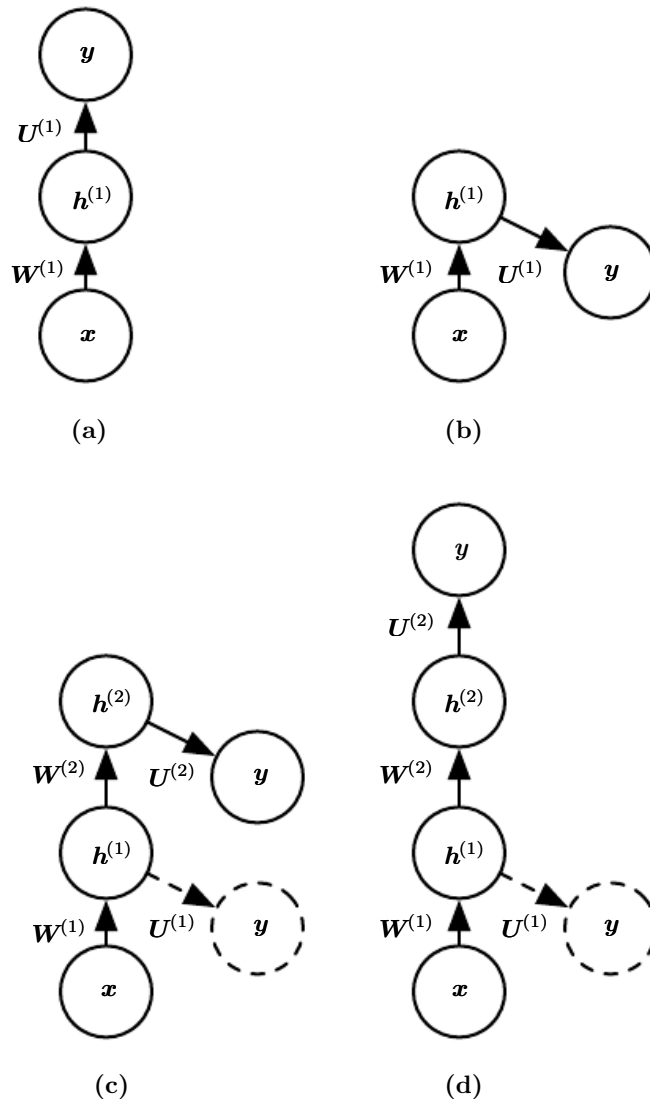 y
U^(1)
h^(1)
W^(1)
x
(a)
h^(1)
W^(1)
U^(1)
y
x
(b)
h^(2)
W^(2)
U^(2)
y
h^(1)
W^(1)
U^(1)
y
x
(c)
y
U^(2)
h^(2)
W^(2)
h^(1)
W^(1)
U^(1)
y
x
(d)